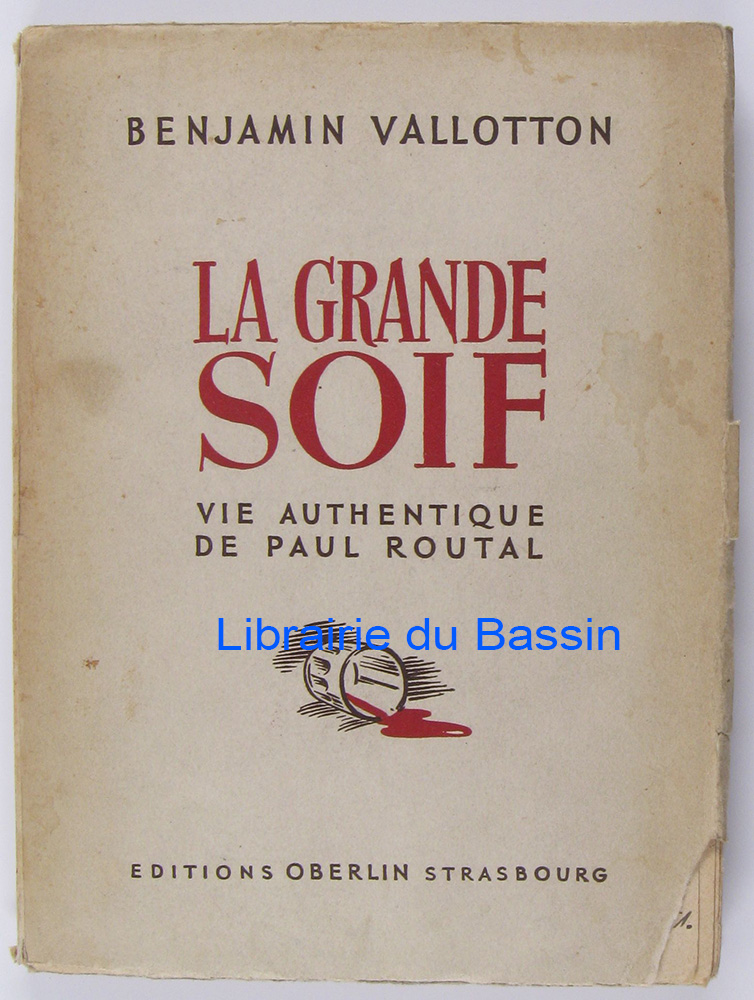 BENJAMIN VALLOTTON
LA GRANDE
SOIF
VIE AUTHENTIQUE
DE PAUL ROUTAL
Librairie du Bassin
EDITIONS OBERLIN STRASBOURG